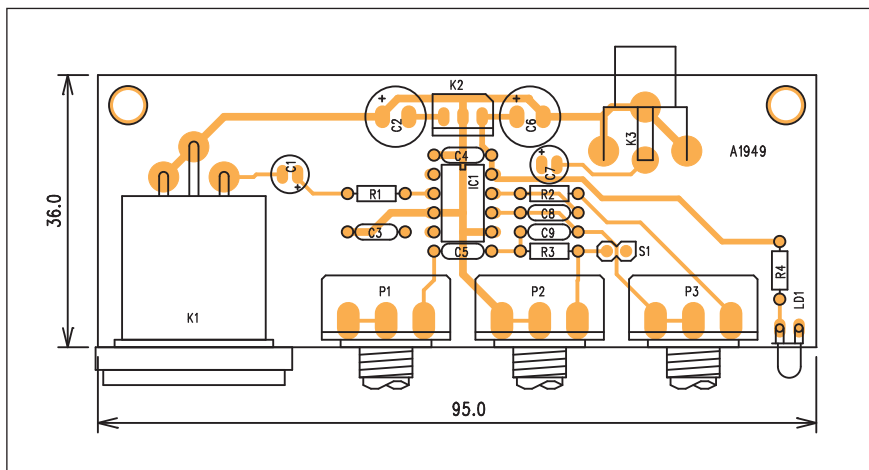 K2
C2
C6
K3
A1949
C4
C1
C7
IC1
R1
R2
C3
C8
C9
C5
R3
S1
R4
LD1
P1
P2
P3
K1
36.0
95.0
+
+
+
+